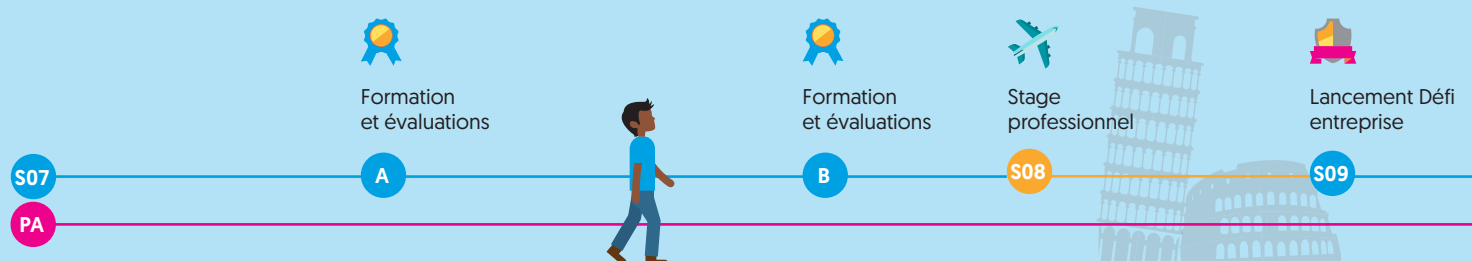 Formation
et évaluations
Formation
et évaluations
Stage
professionnel
Lancement Défi
entreprise
S07
A
B
S08
S09
PA